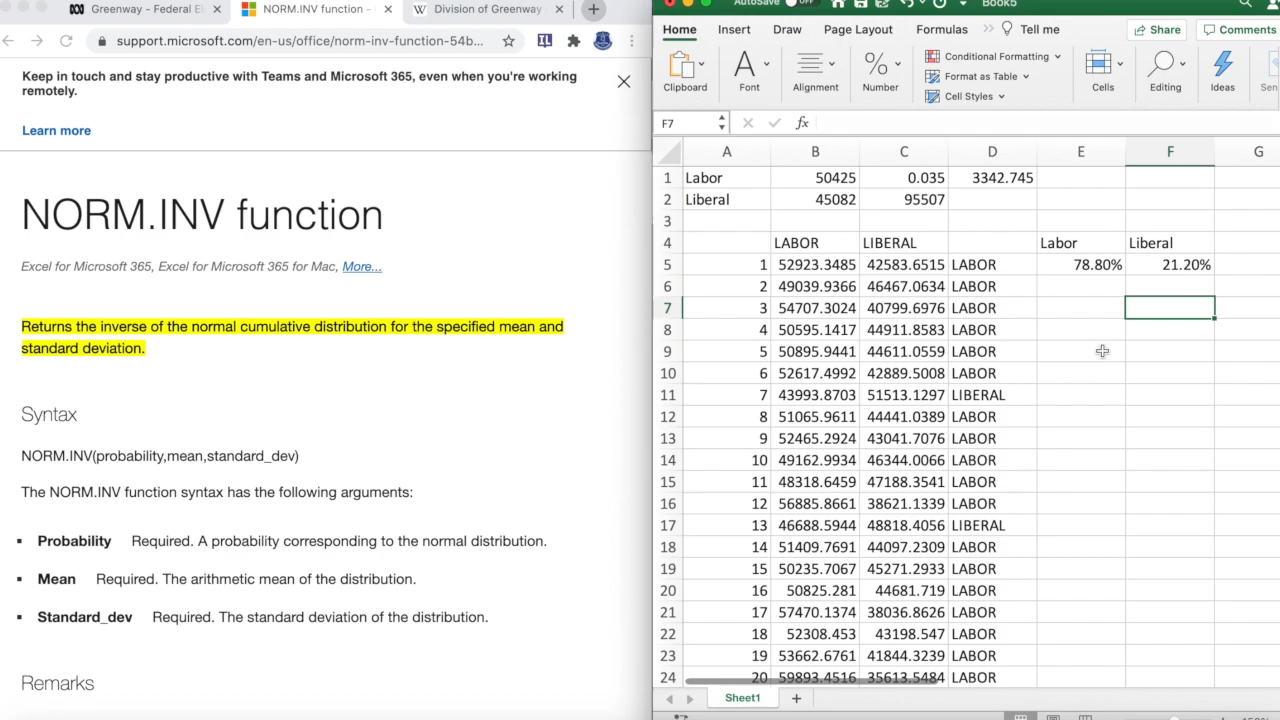 Greenway - Federal El
NORM.INV function -
Division of Greenway
support.microsoft.com/en-us/office/norm-inv-function-54b...
Keep in touch and stay productive with Teams and Microsoft 365, even when you're working
remotely.
Learn more
NORM.INV function
Excel for Microsoft 365, Excel for Microsoft 365 for Mac, More...
Returns the inverse of the normal cumulative distribution for the specified mean and
standard deviation.
Syntax
NORM.INV(probability,mean,standard_dev)
The NORM.INV function syntax has the following arguments:
▪ Probability Required. A probability corresponding to the normal distribution.
▪ Mean Required. The arithmetic mean of the distribution.
▪ Standard_dev Required. The standard deviation of the distribution.
Remarks
AutoSave OFF Book5
Home Insert Draw Page Layout Formulas Tell me Share Comments
Clipboard Font Alignment Number Conditional Formatting Format as Table Cell Styles Cells Editing Ideas
F7 fx
A B C D E F G
1 Labor 50425 0.035 3342.745
2 Liberal 45082 95507
3
4 LABOR LIBERAL Labor Liberal
5 1 52923.3485 42583.6515 LABOR 78.80% 21.20%
6 2 49039.9366 46467.0634 LABOR
7 3 54707.3024 40799.6976 LABOR
8 4 50595.1417 44911.8583 LABOR
9 5 50895.9441 44611.0559 LABOR
10 6 52617.4992 42889.5008 LABOR
11 7 43993.8703 51513.1297 LIBERAL
12 8 51065.9611 44441.0389 LABOR
13 9 52465.2924 43041.7076 LABOR
14 10 49162.9934 46344.0066 LABOR
15 11 48318.6459 47188.3541 LABOR
16 12 56885.8661 38621.1339 LABOR
17 13 46688.5944 48818.4056 LIBERAL
18 14 51409.7691 44097.2309 LABOR
19 15 50235.7067 45271.2933 LABOR
20 16 50825.281 44681.719 LABOR
21 17 57470.1374 38036.8626 LABOR
22 18 52308.453 43198.547 LABOR
23 19 53662.6761 41844.3239 LABOR
24 20 59893.4516 35613.5484 LABOR
Sheet1